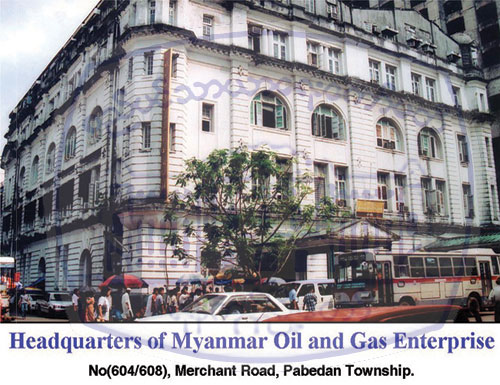 Headquarters of Myanmar Oil and Gas Enterprise
No(604/608), Merchant Road, Pabedan Township.